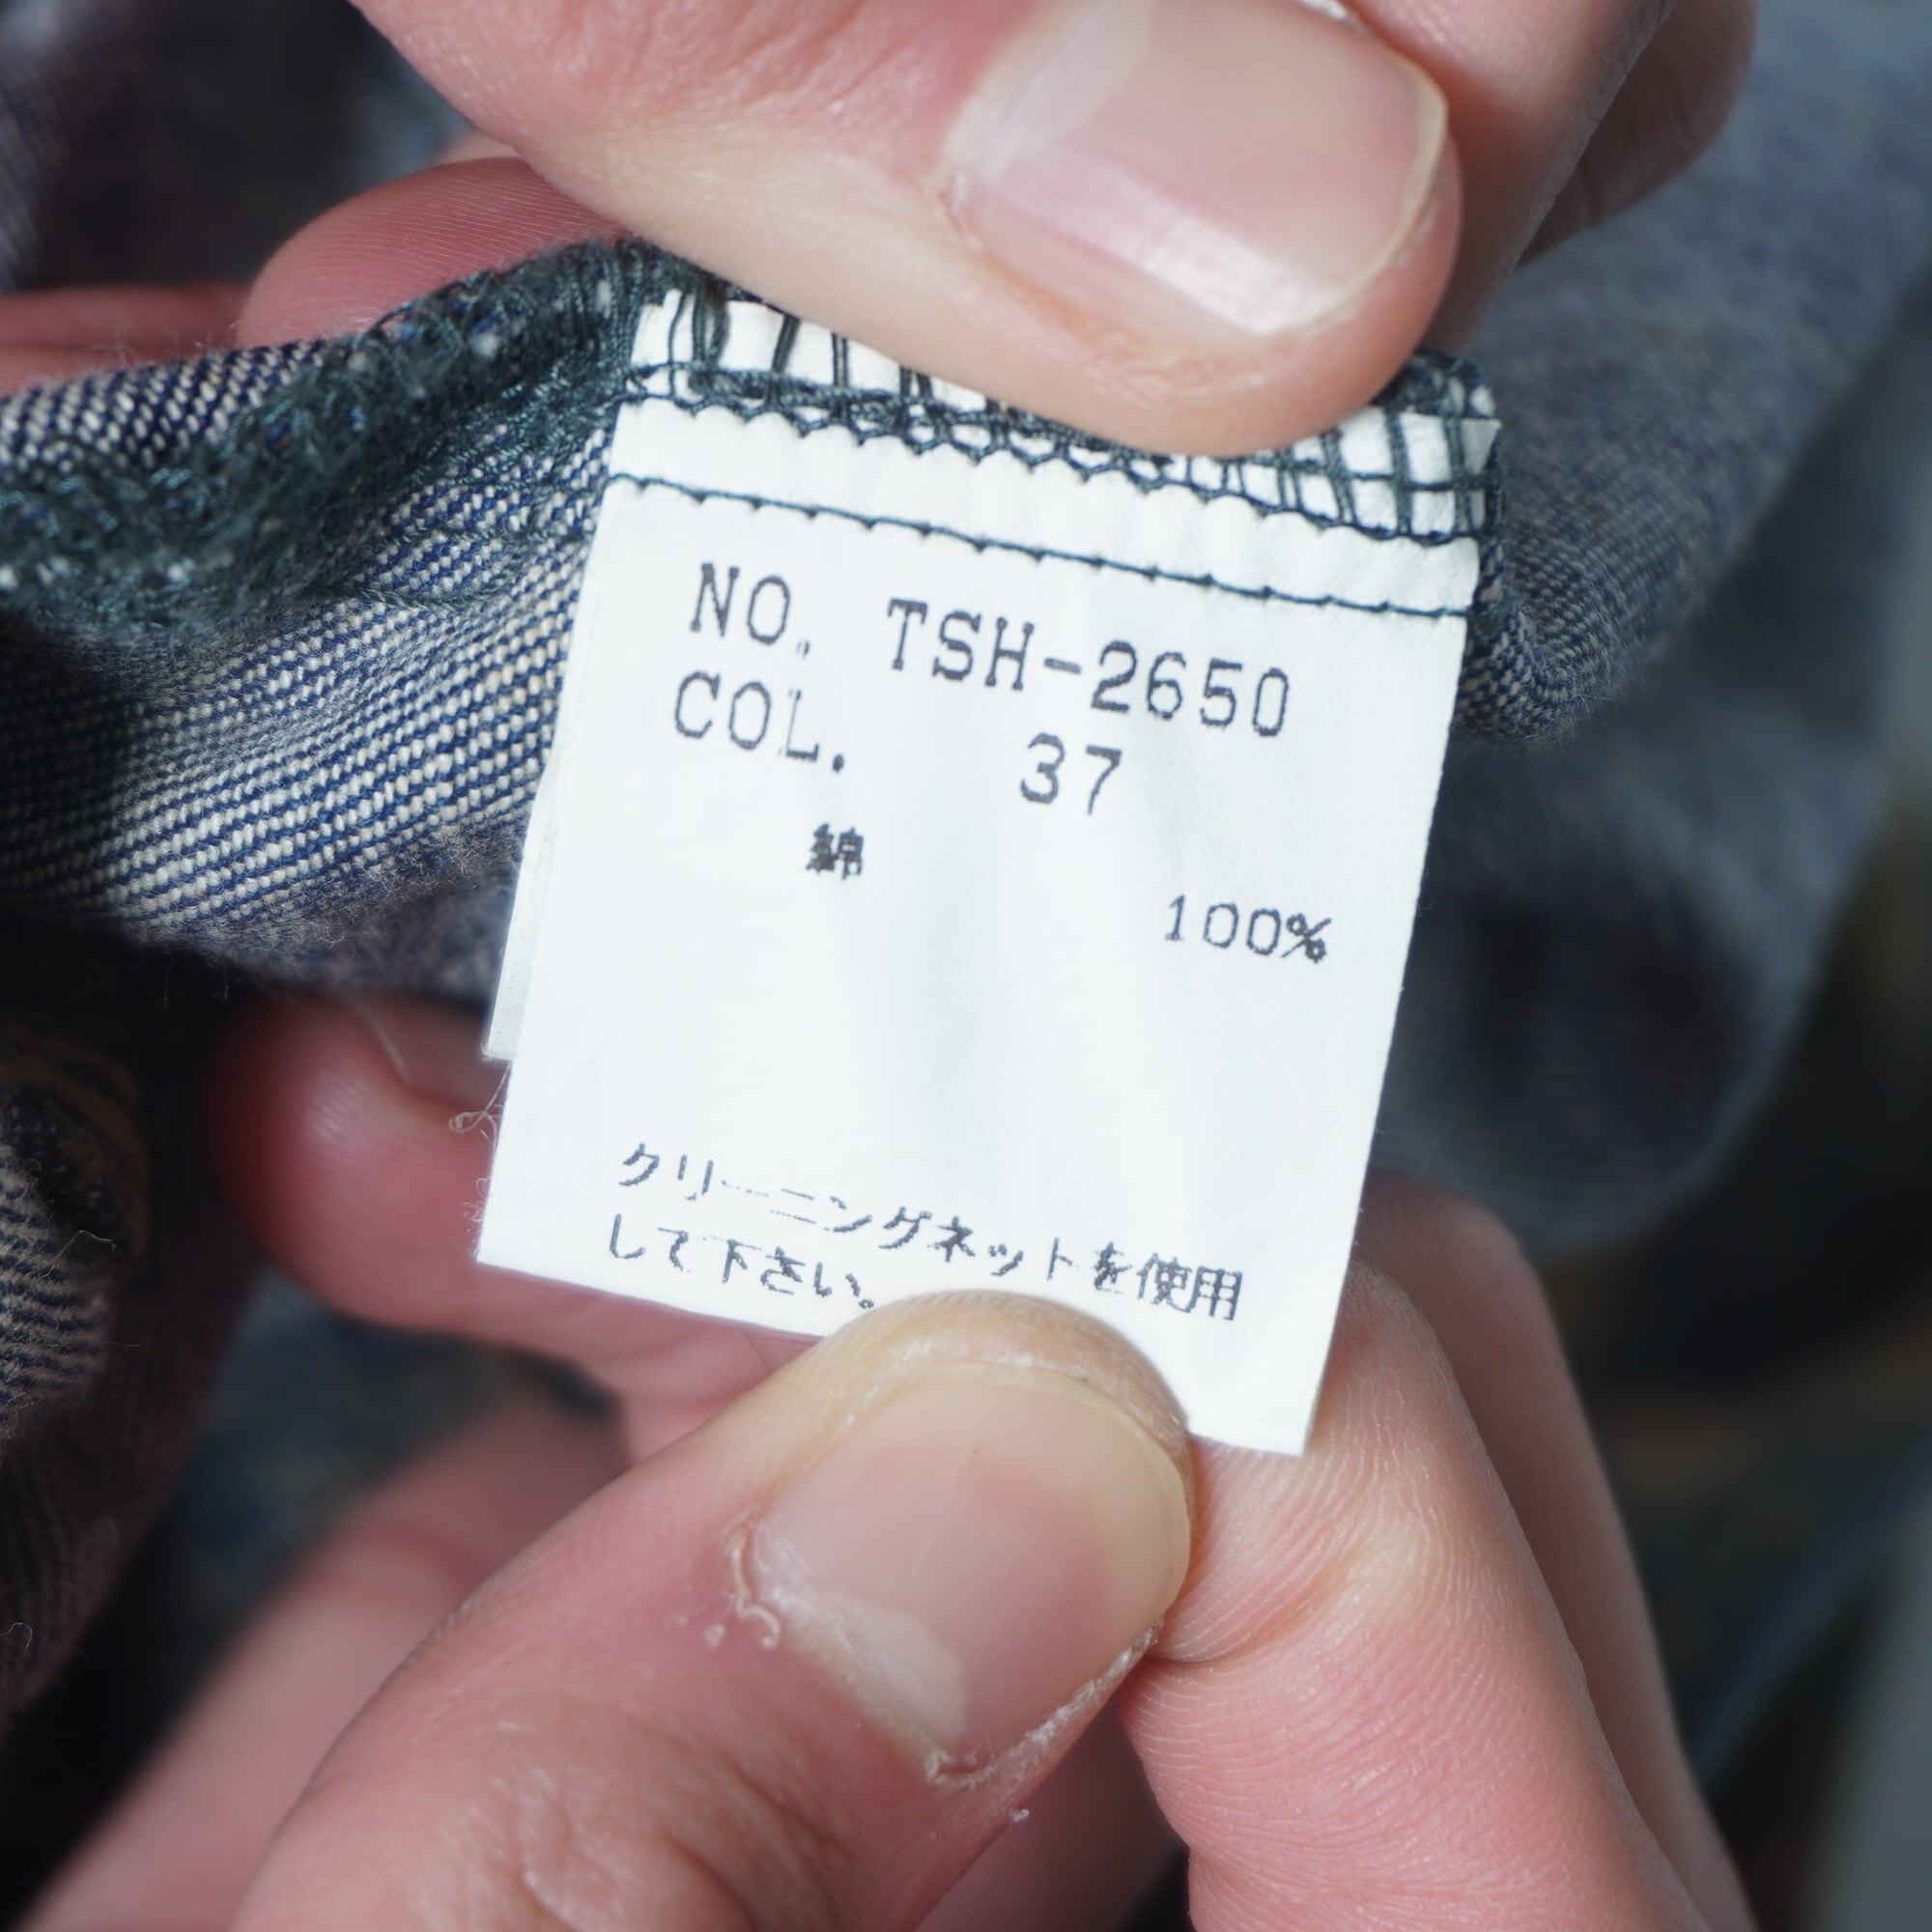 NO. TSH-2650
COL. 37
綿 100%
クリーニングネットを使用
して下さい。